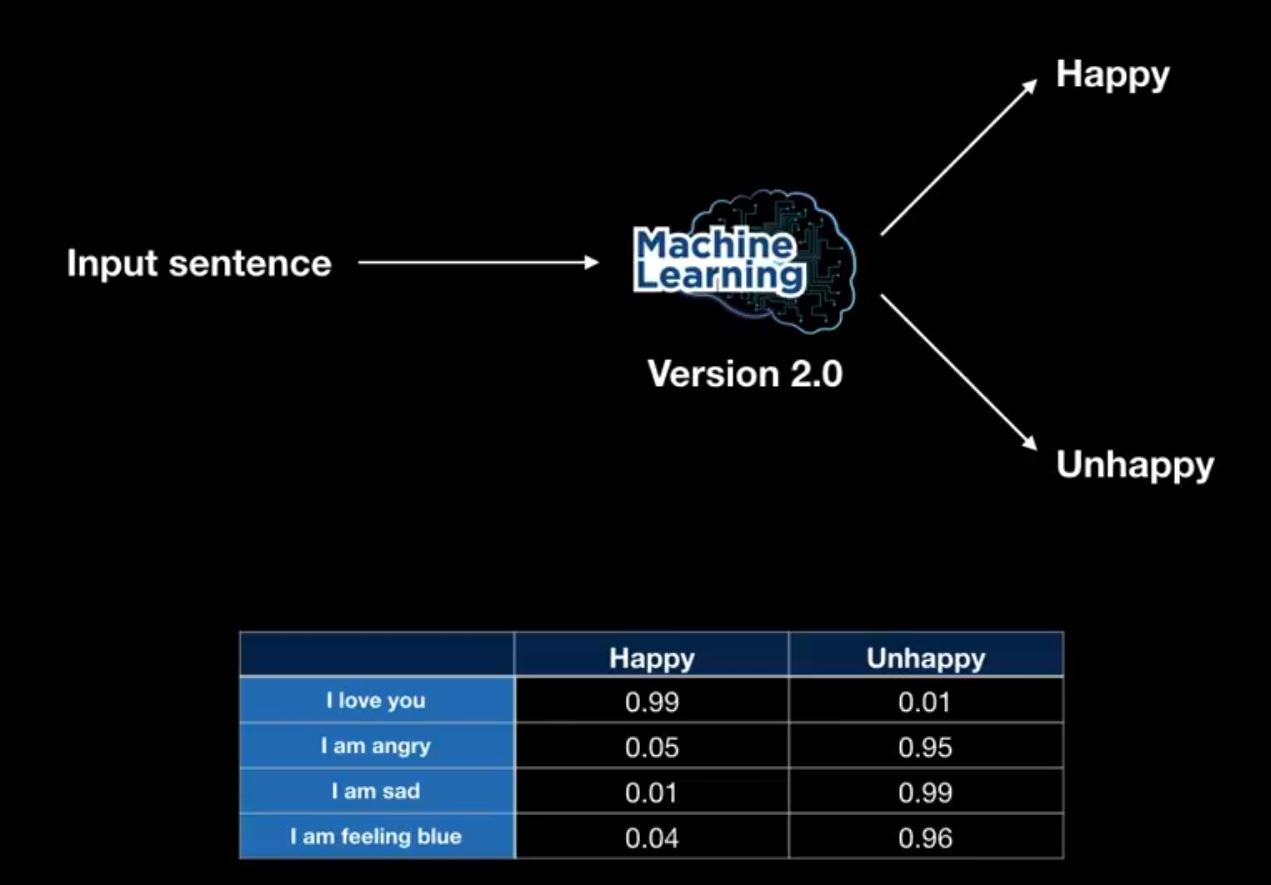 Happy
Input sentence
Machine
Learning
Version 2.0
Unhappy
Happy Unhappy
I love you 0.99 0.01
I am angry 0.05 0.95
I am sad 0.01 0.99
I am feeling blue 0.04 0.96